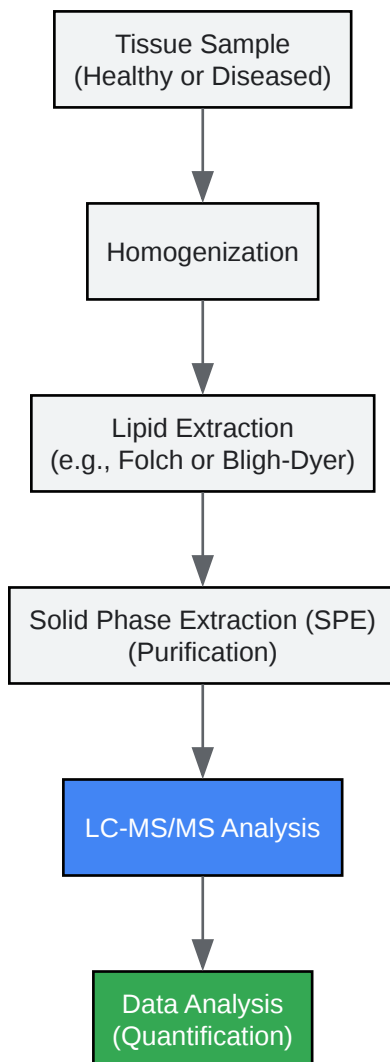 Tissue Sample
(Healthy or Diseased)
Homogenization
Lipid Extraction
(e.g., Folch or Bligh-Dyer)
Solid Phase Extraction (SPE)
(Purification)
LC-MS/MS Analysis
Data Analysis
(Quantification)